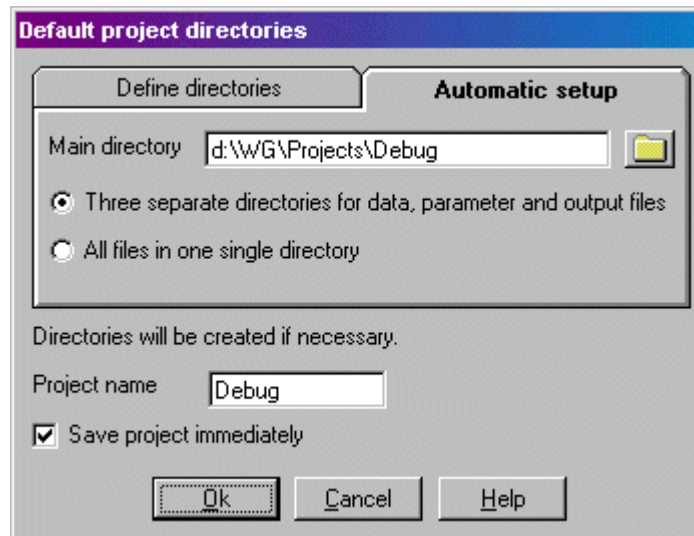 Default project directories
Define directories
Automatic setup
Main directory
d:\WG\Projects\Debug
Three separate directories for data, parameter and output files
All files in one single directory
Directories will be created if necessary.
Project name
Debug
Save project immediately
Ok
Cancel
Help